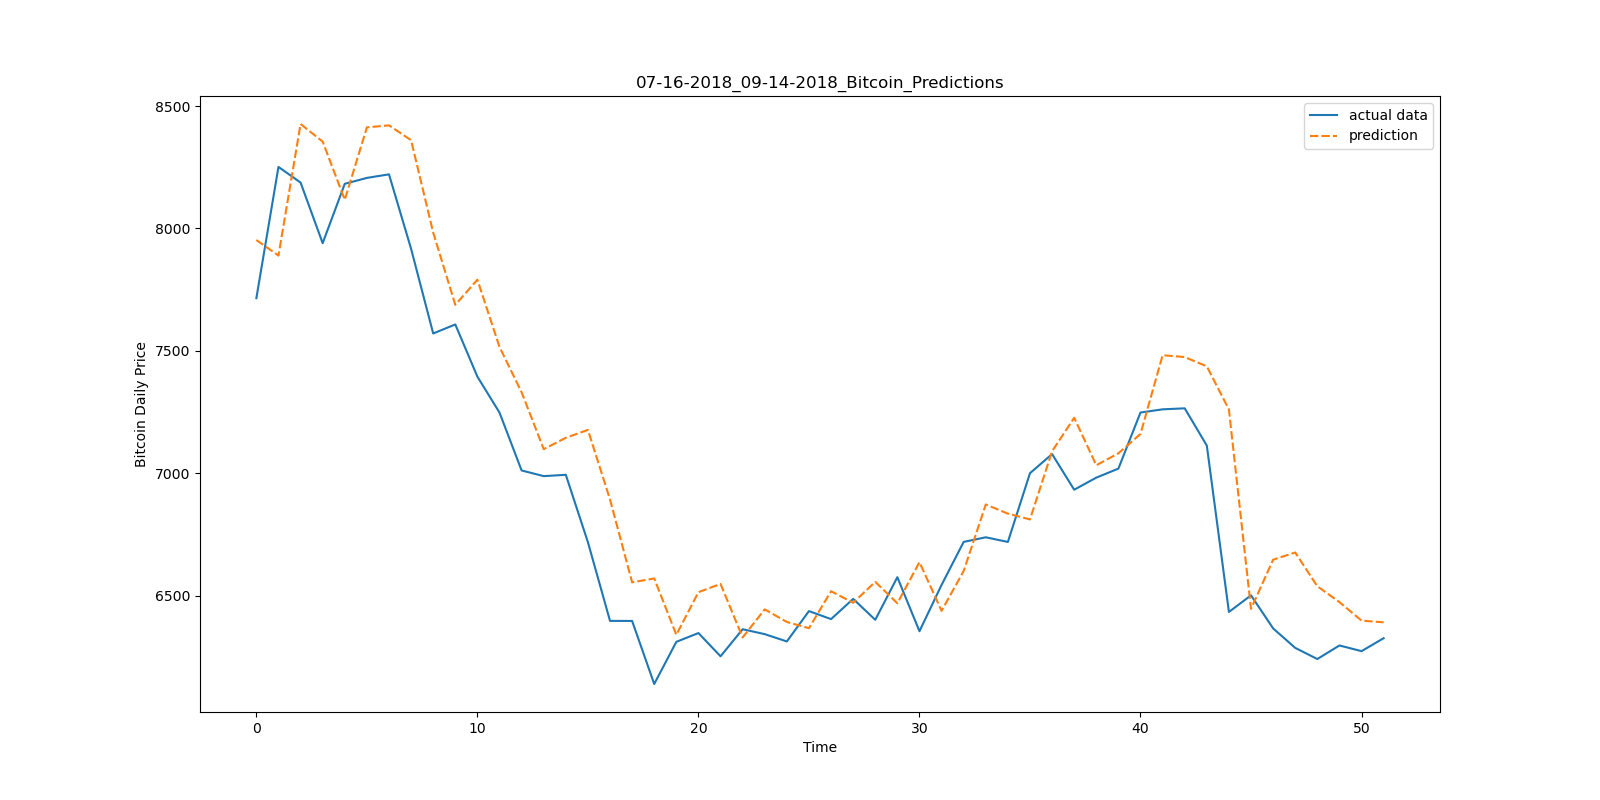 07-16-2018_09-14-2018_Bitcoin_Predictions
actual data
prediction
8500
8000
7500
7000
6500
Bitcoin Daily Price
0 10 20 30 40 50
Time